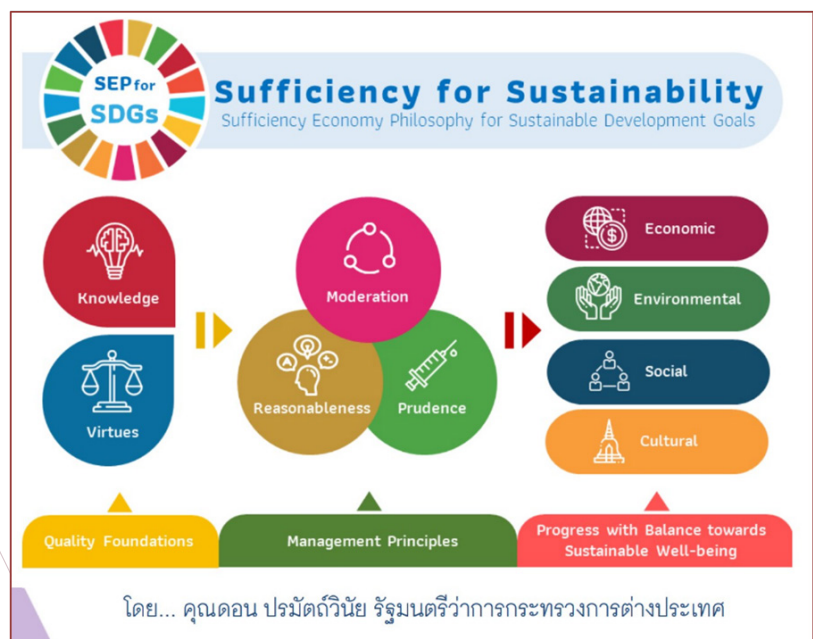 SEP for
SDGs
Sufficiency for Sustainability
Sufficiency Economy Philosophy for Sustainable Development Goals
Knowledge
Virtues
Moderation
Reasonableness
Prudence
Economic
Environmental
Social
Cultural
Quality Foundations
Management Principles
Progress with Balance towards
Sustainable Well-being
โดย... คุณดอน ปรมัตถ์วินัย รัฐมนตรีว่าการกระทรวงการต่างประเทศ